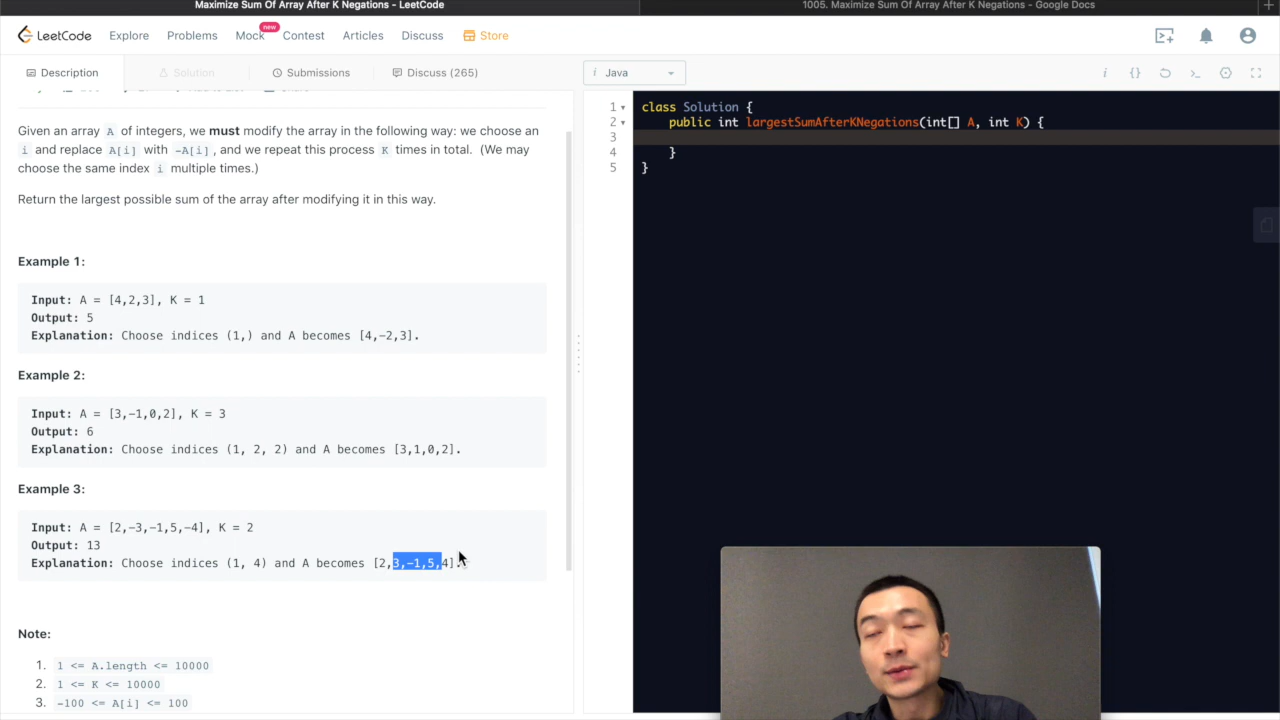 Maximize Sum Of Array After K Negations - LeetCode
1005. Maximize Sum Of Array After K Negations - Google Docs
LeetCode
Explore
Problems
Mock
new
Contest
Articles
Discuss
Store
Description
Solution
Submissions
Discuss (265)
i Java
Given an array A of integers, we must modify the array in the following way: we choose an
i and replace A[i] with -A[i], and we repeat this process K times in total. (We may
choose the same index i multiple times.)
Return the largest possible sum of the array after modifying it in this way.
Example 1:
Input: A = [4,2,3], K = 1
Output: 5
Explanation: Choose indices (1,) and A becomes [4,-2,3].
Example 2:
Input: A = [3,-1,0,2], K = 3
Output: 6
Explanation: Choose indices (1, 2, 2) and A becomes [3,1,0,2].
Example 3:
Input: A = [2,-3,-1,5,-4], K = 2
Output: 13
Explanation: Choose indices (1, 4) and A becomes [2,3,-1,5,4].
Note:
1. 1 <= A.length <= 10000
2. 1 <= K <= 10000
3. -100 <= A[i] <= 100
1 class Solution {
2 public int largestSumAfterKNegations(int[] A, int K) {
3
4 }
5 }